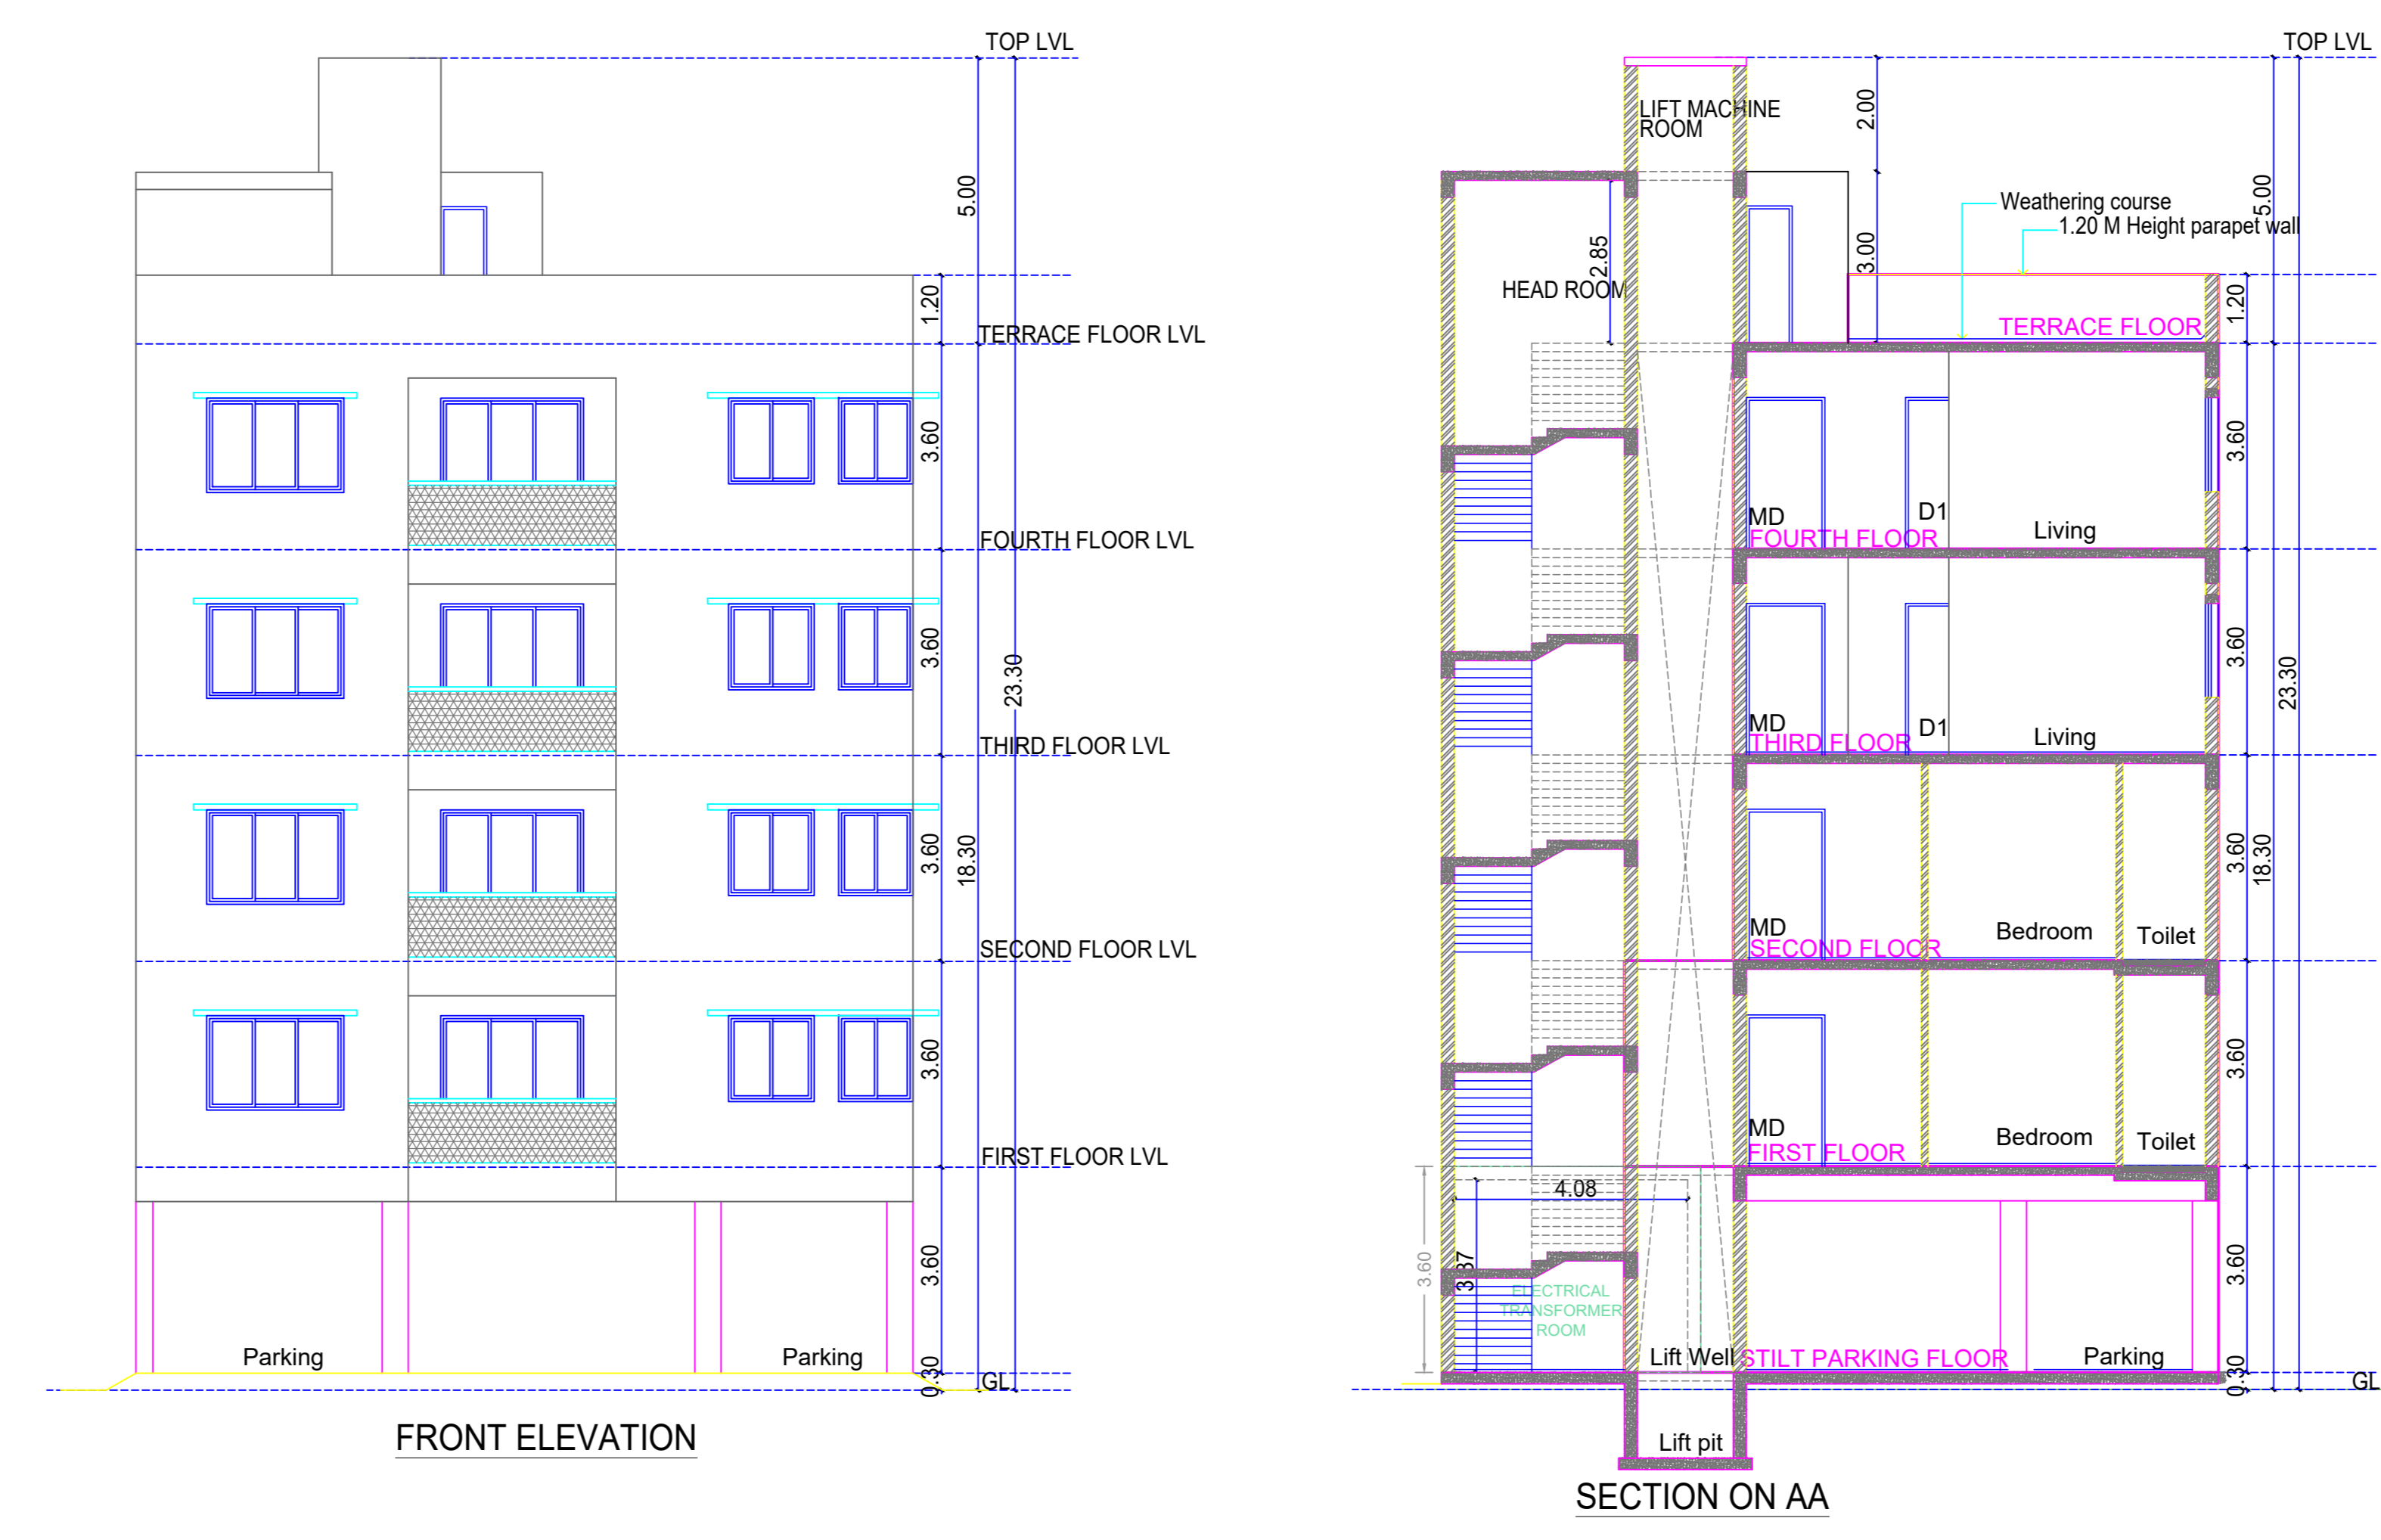 TOP LVL
5.00
1.20
TERRACE FLOOR LVL
3.60
FOURTH FLOOR LVL
3.60
23.30
THIRD FLOOR LVL
3.60
18.30
SECOND FLOOR LVL
3.60
FIRST FLOOR LVL
3.60
Parking
Parking
0.30
GL
FRONT ELEVATION
TOP LVL
LIFT MACHINE
ROOM
2.00
5.00
Weathering course
1.20 M Height parapet wall
2.85
3.00
HEAD ROOM
1.20
TERRACE FLOOR
3.60
MD
D1
FOURTH FLOOR
Living
3.60
23.30
MD
D1
THIRD FLOOR
Living
3.60
18.30
MD
Bedroom
Toilet
SECOND FLOOR
3.60
MD
Bedroom
Toilet
FIRST FLOOR
4.08
3.60
3.60
ELECTRICAL
TRANSFORMER
ROOM
Lift Well
STILT PARKING FLOOR
Parking
0.30
GL
Lift pit
SECTION ON AA